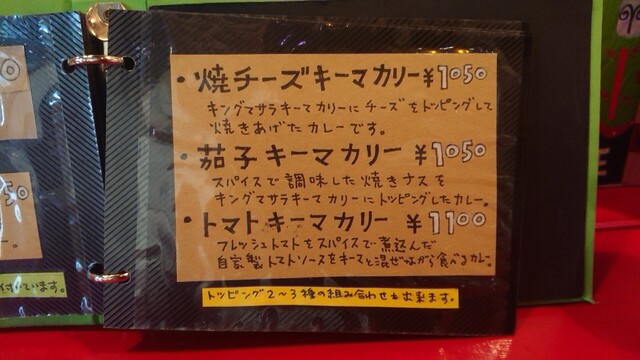 ・焼チーズキーマカリー ¥1050
キングマサラキーマカリーにチーズをトッピングして
焼きあげたカレーです。
・茄子キーマカリー ¥1050
スパイスで調味した焼きナスを
キングマサラキーマカリーにトッピングしたカレー。
・トマトキーマカリー ¥1100
フレッシュトマトをスパイスで煮込んだ
自家製トマトソースをキーマと混ぜながら食べるカレー。
トッピング2〜3種の組み合わせも出来ます。
付いています。